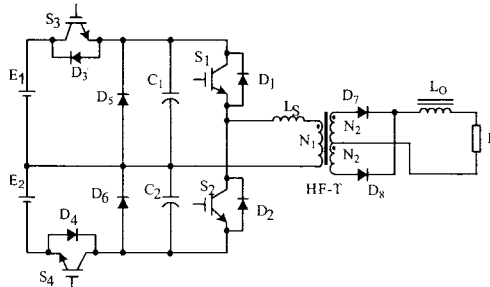 S3
D3
E1
D5
C1
S1
D1
LS
D7
LO
N1
N2
N2
HF-T
D8
E2
D6
C2
S2
D2
D4
S4